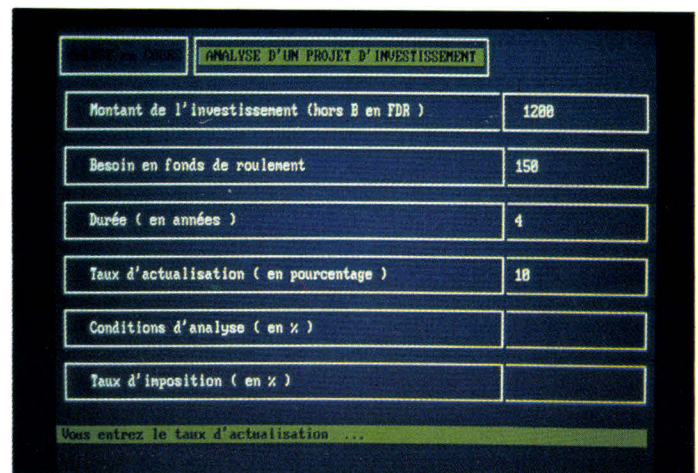 ANALYSE D'UN PROJET D'INVESTISSEMENT
Montant de l'investissement (hors B en FDR ) 1200
Besoin en fonds de roulement 150
Durée ( en années ) 4
Taux d'actualisation ( en pourcentage ) 10
Conditions d'analyse ( en % )
Taux d'imposition ( en % )
Vous entrez le taux d'actualisation ...